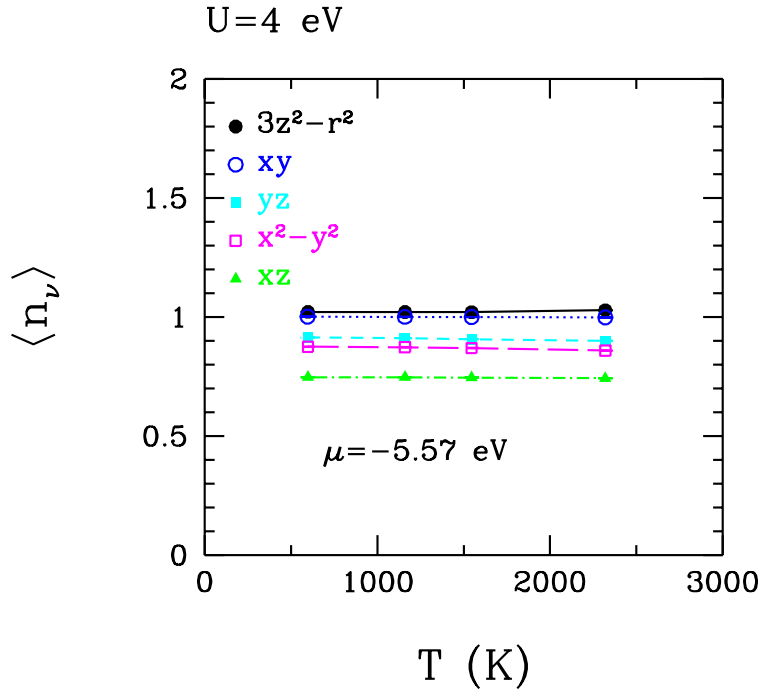 U=4 eV
2
3z²−r²
xy
1.5
yz
x²−y²
xz
⟨n_ν⟩
1
0.5
μ=−5.57 eV
0
0 1000 2000 3000
T (K)